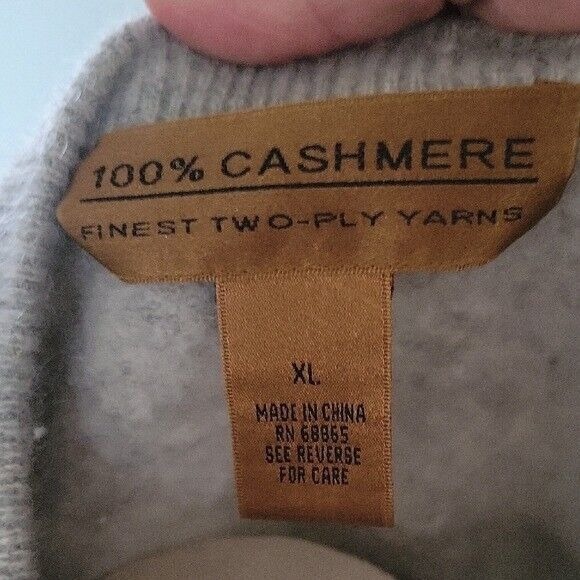 100% CASHMERE
FINEST TWO-PLY YARNS
XL
MADE IN CHINA
RN 68865
SEE REVERSE
FOR CARE